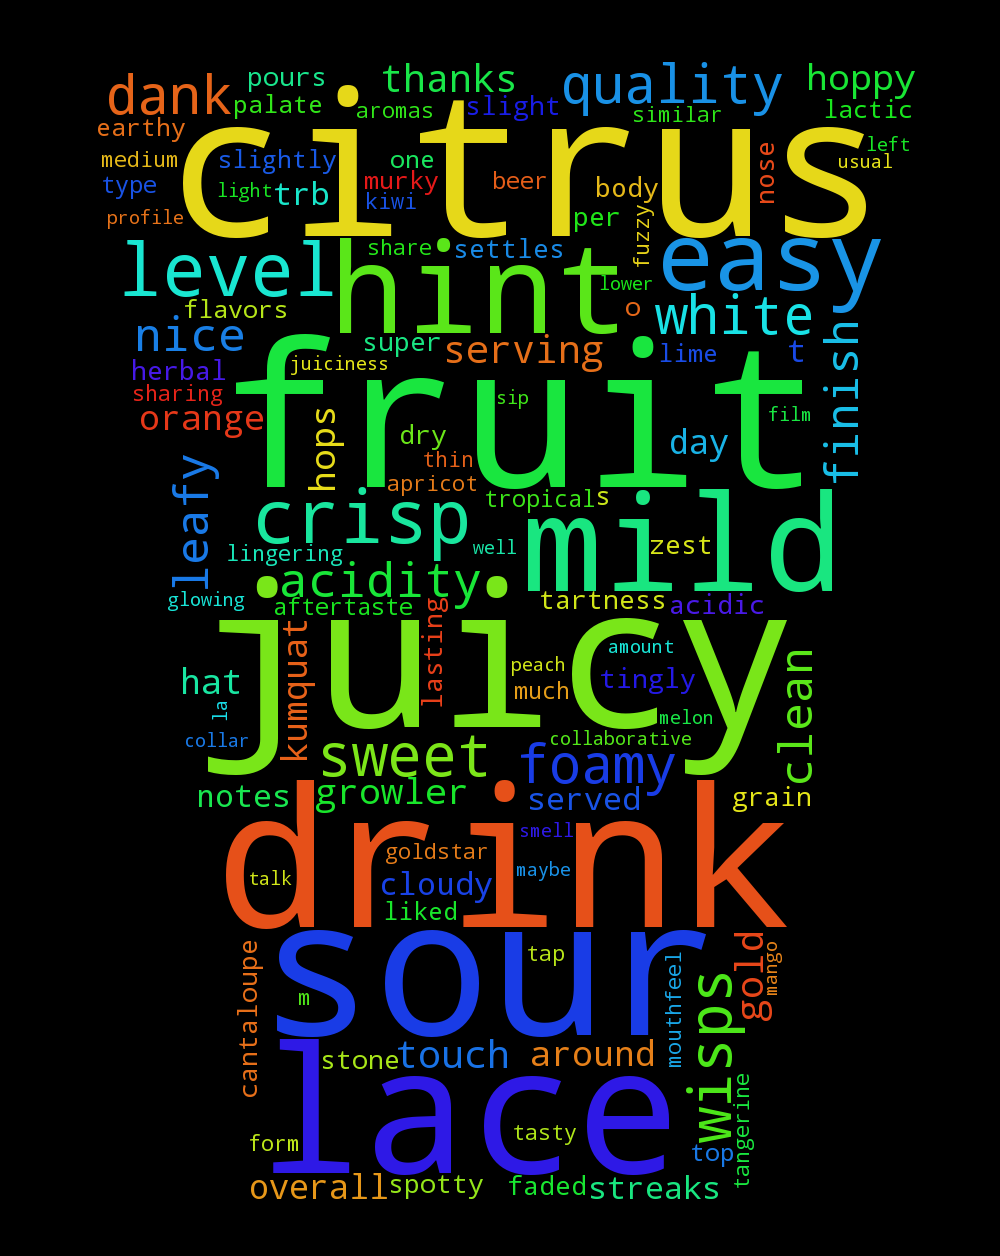 dank pours thanks quality hoppy
earthy palate aromas slight similar lactic
citrus
medium slightly one left
type light trb murky kiwi beer body nose usual
profile per fuzzy
level share settles easy
hint lower
flavors o white
nice super serving lime t
herbal juiciness finish
sharing fruit
orange sip film
hops dry day
leafy thin
apricot
crisp tropical s mild
lingering well zest
glowing acidity
aftertaste tartness acidic
juicy
kumquat lasting amount
hat peach tingly clean
la much melon
collar sweet collaborative
foamy
notes growler served grain
drink
goldstar smell
talk cloudy maybe
liked
sour
cantaloupe tap mouthfeel gold mango
m wisps
stone touch around
lace
form tasty tangerine
top
overall spotty faded streaks